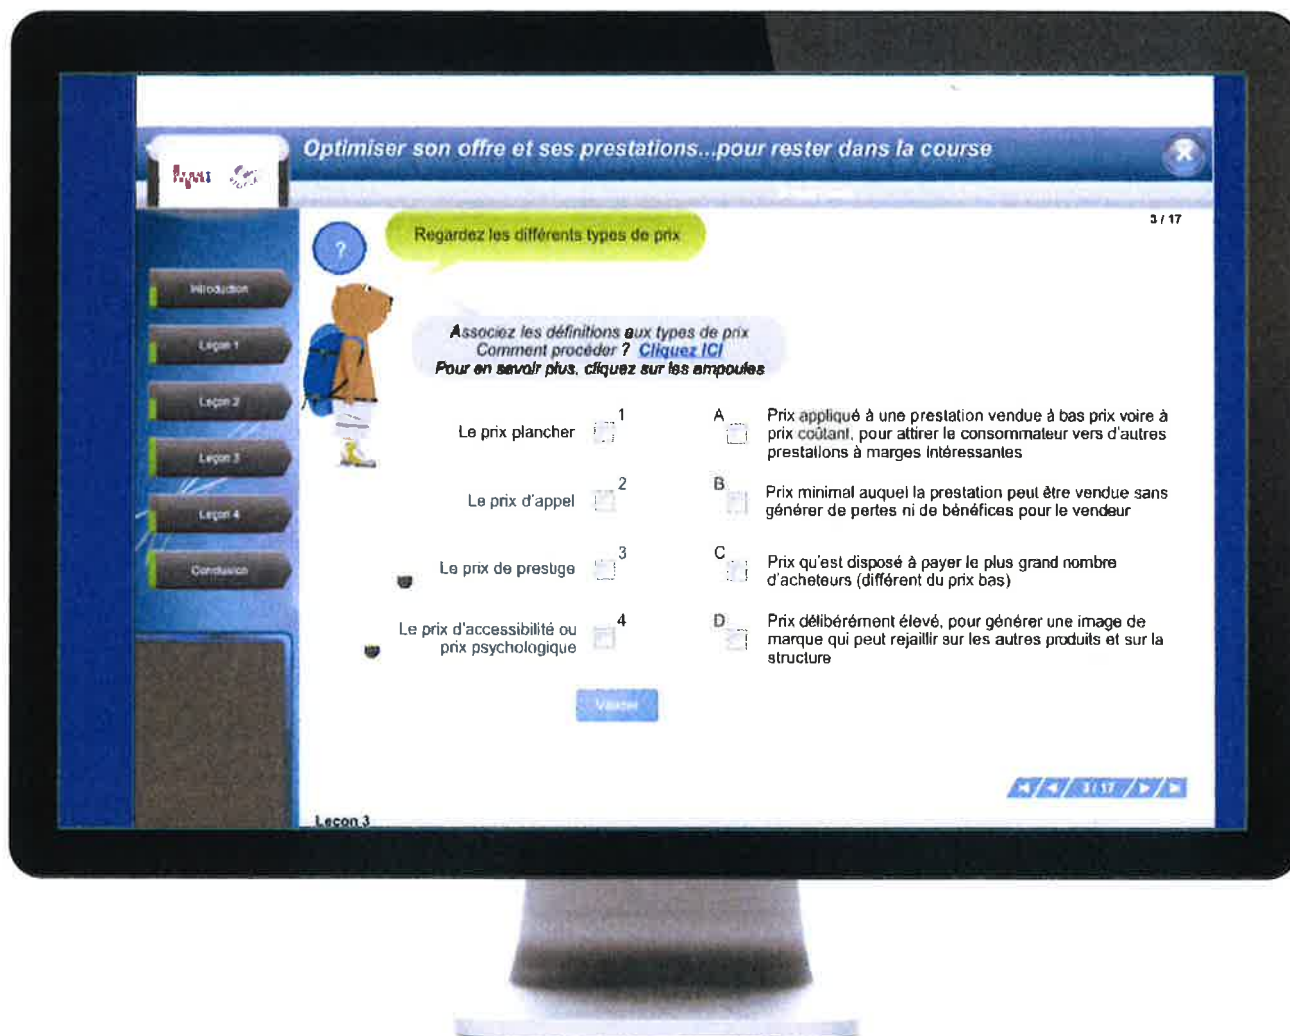 Optimiser son offre et ses prestations...pour rester dans la course
3 / 17
?
Regardez les différents types de prix
Introduction
Leçon 1
Leçon 2
Leçon 3
Leçon 4
Conclusion
Associez les définitions aux types de prix
Comment procéder ? Cliquez ICI
Pour en savoir plus, cliquez sur les ampoules
Le prix plancher
1
A
Prix appliqué à une prestation vendue à bas prix voire à
prix coûtant, pour attirer le consommateur vers d'autres
prestations à marges intéressantes
Le prix d'appel
2
B
Prix minimal auquel la prestation peut être vendue sans
générer de pertes ni de bénéfices pour le vendeur
Le prix de prestige
3
C
Prix qu'est disposé à payer le plus grand nombre
d'acheteurs (différent du prix bas)
Le prix d'accessibilité ou
prix psychologique
4
D
Prix délibérément élevé, pour générer une image de
marque qui peut rejaillir sur les autres produits et sur la
structure
Valider
3/17
Leçon 3